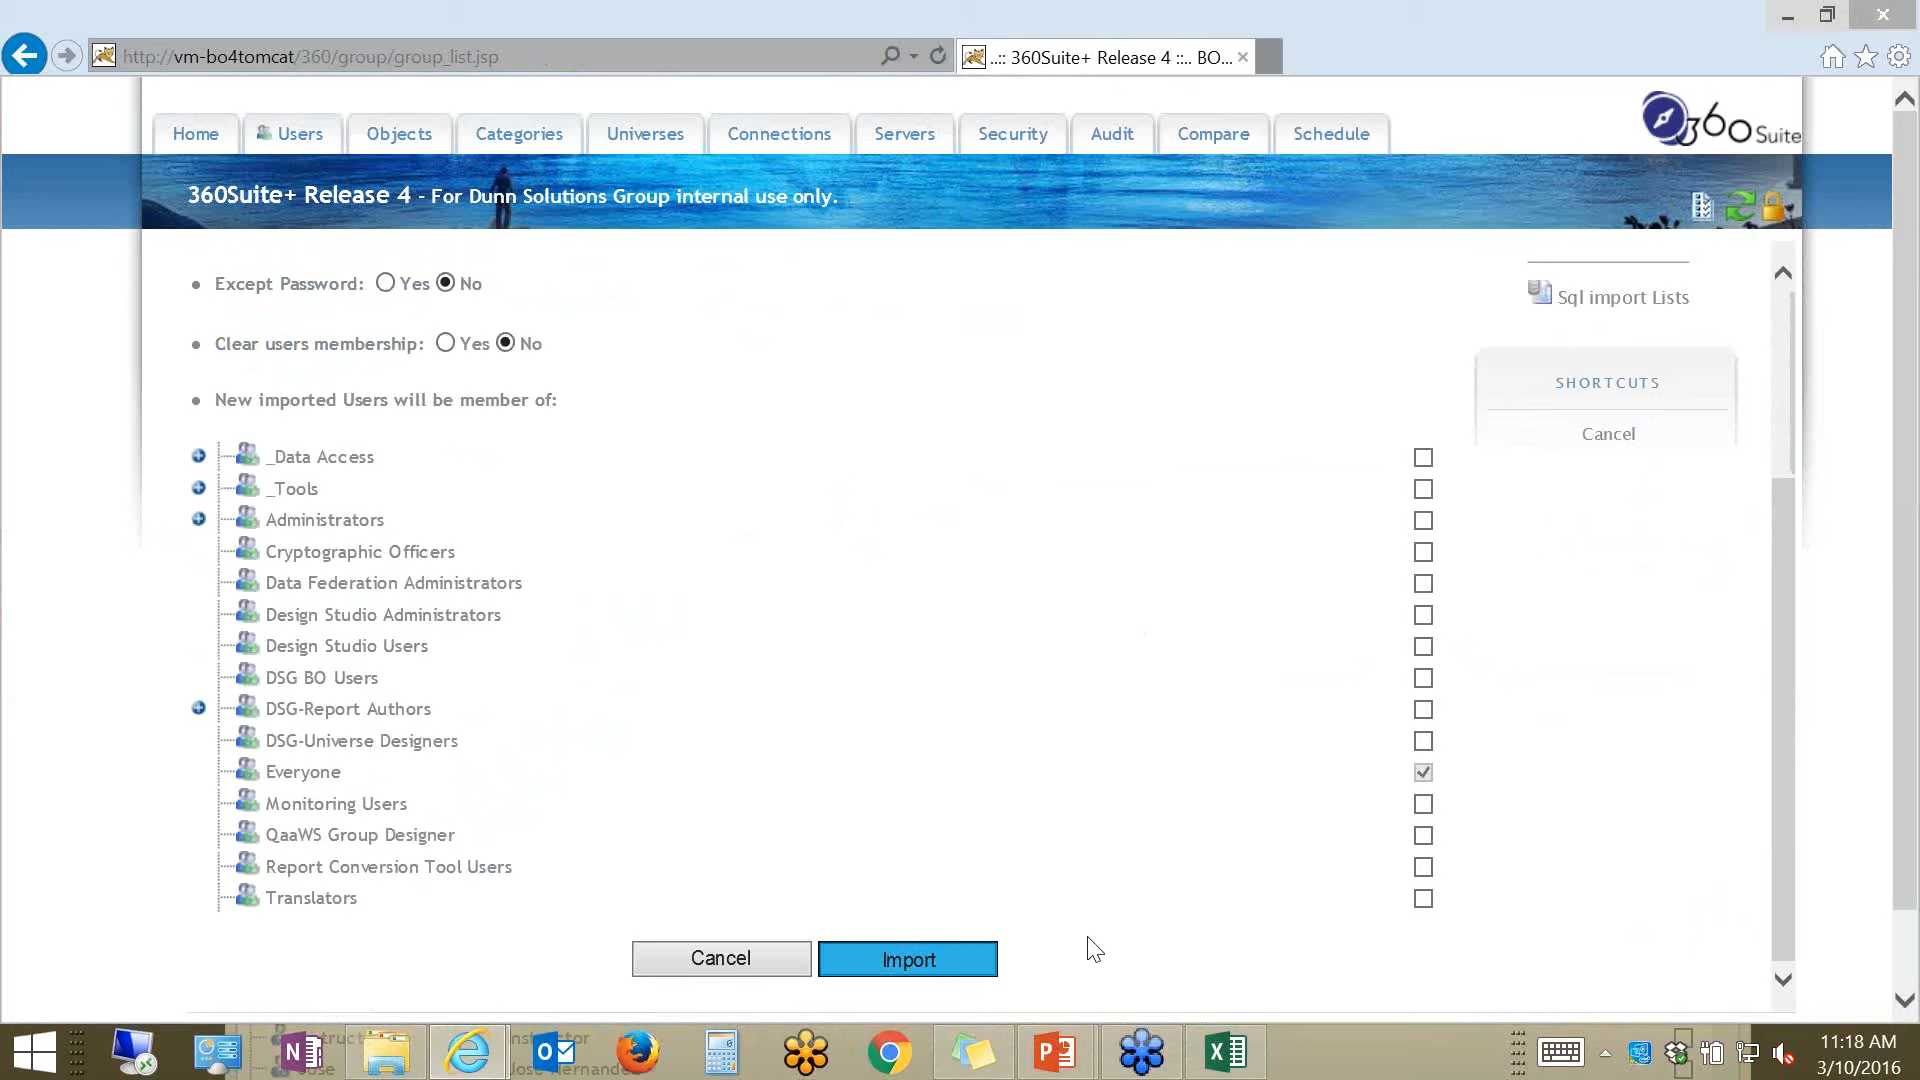 http://vm-bo4tomcat/360/group/group_list.jsp
..:: 360Suite+ Release 4 ::.. BO...
Home
Users
Objects
Categories
Universes
Connections
Servers
Security
Audit
Compare
Schedule
360Suite
360Suite+ Release 4 - For Dunn Solutions Group internal use only.
Except Password: Yes No
Sql import Lists
Clear users membership: Yes No
SHORTCUTS
New imported Users will be member of:
Cancel
_Data Access
_Tools
Administrators
Cryptographic Officers
Data Federation Administrators
Design Studio Administrators
Design Studio Users
DSG BO Users
DSG-Report Authors
DSG-Universe Designers
Everyone
Monitoring Users
QaaWS Group Designer
Report Conversion Tool Users
Translators
Cancel
Import
11:18 AM
3/10/2016